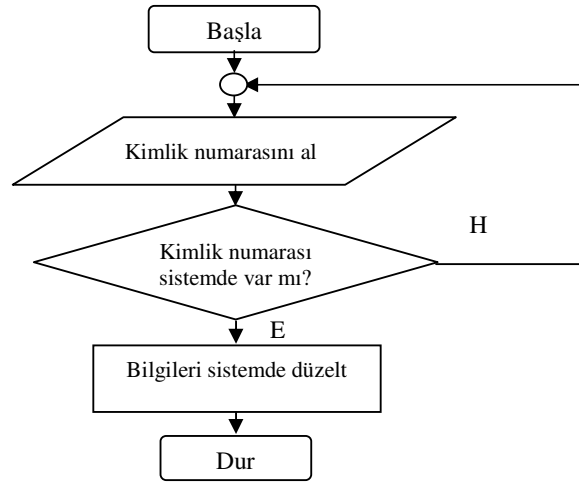 Başla
Kimlik numarasını al
Kimlik numarası
sistemde var mı?
H
E
Bilgileri sistemde düzelt
Dur